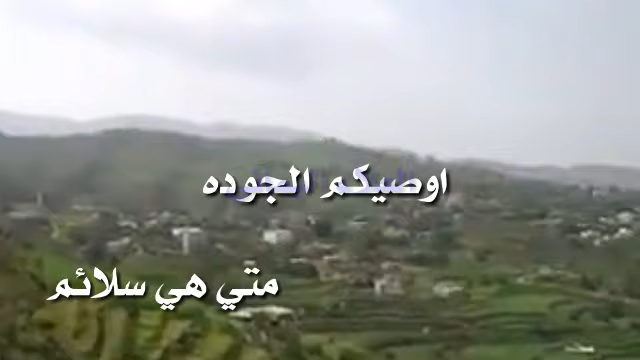 اوصيكم الجوده
متي هي سلائم